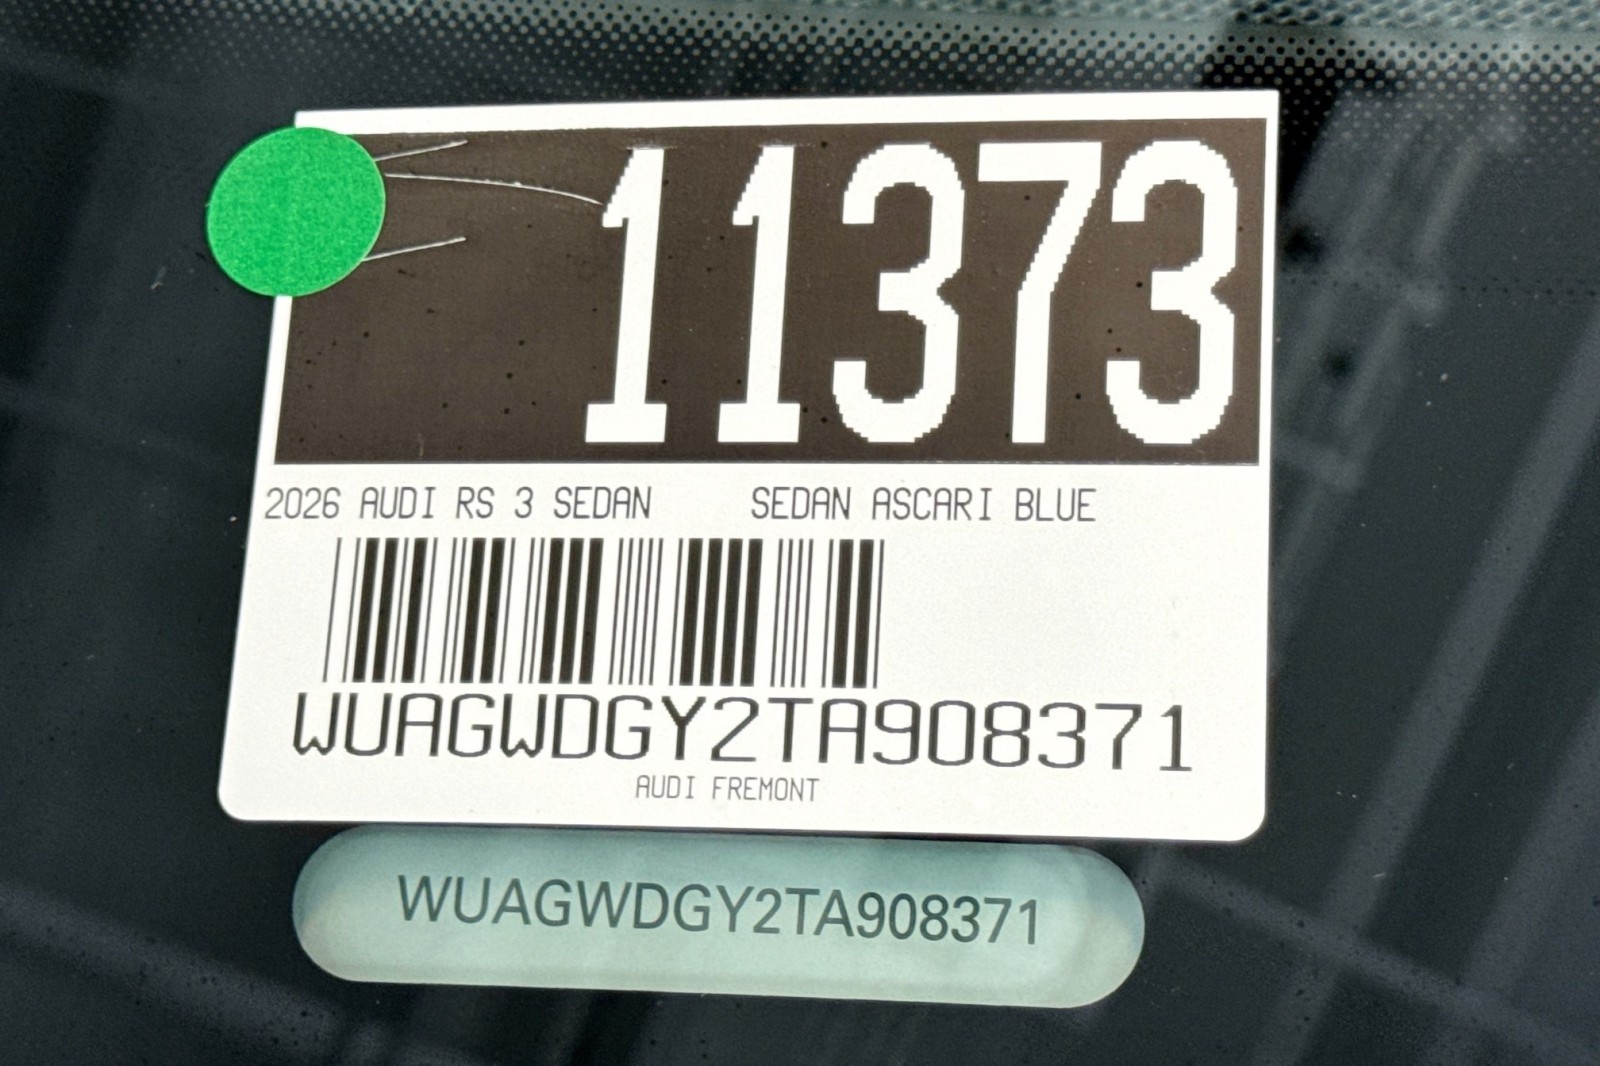 11373
2026 AUDI RS 3 SEDAN SEDAN ASCARI BLUE
WUAGWDGY2TA908371
AUDI FREMONT
WUAGWDGY2TA908371